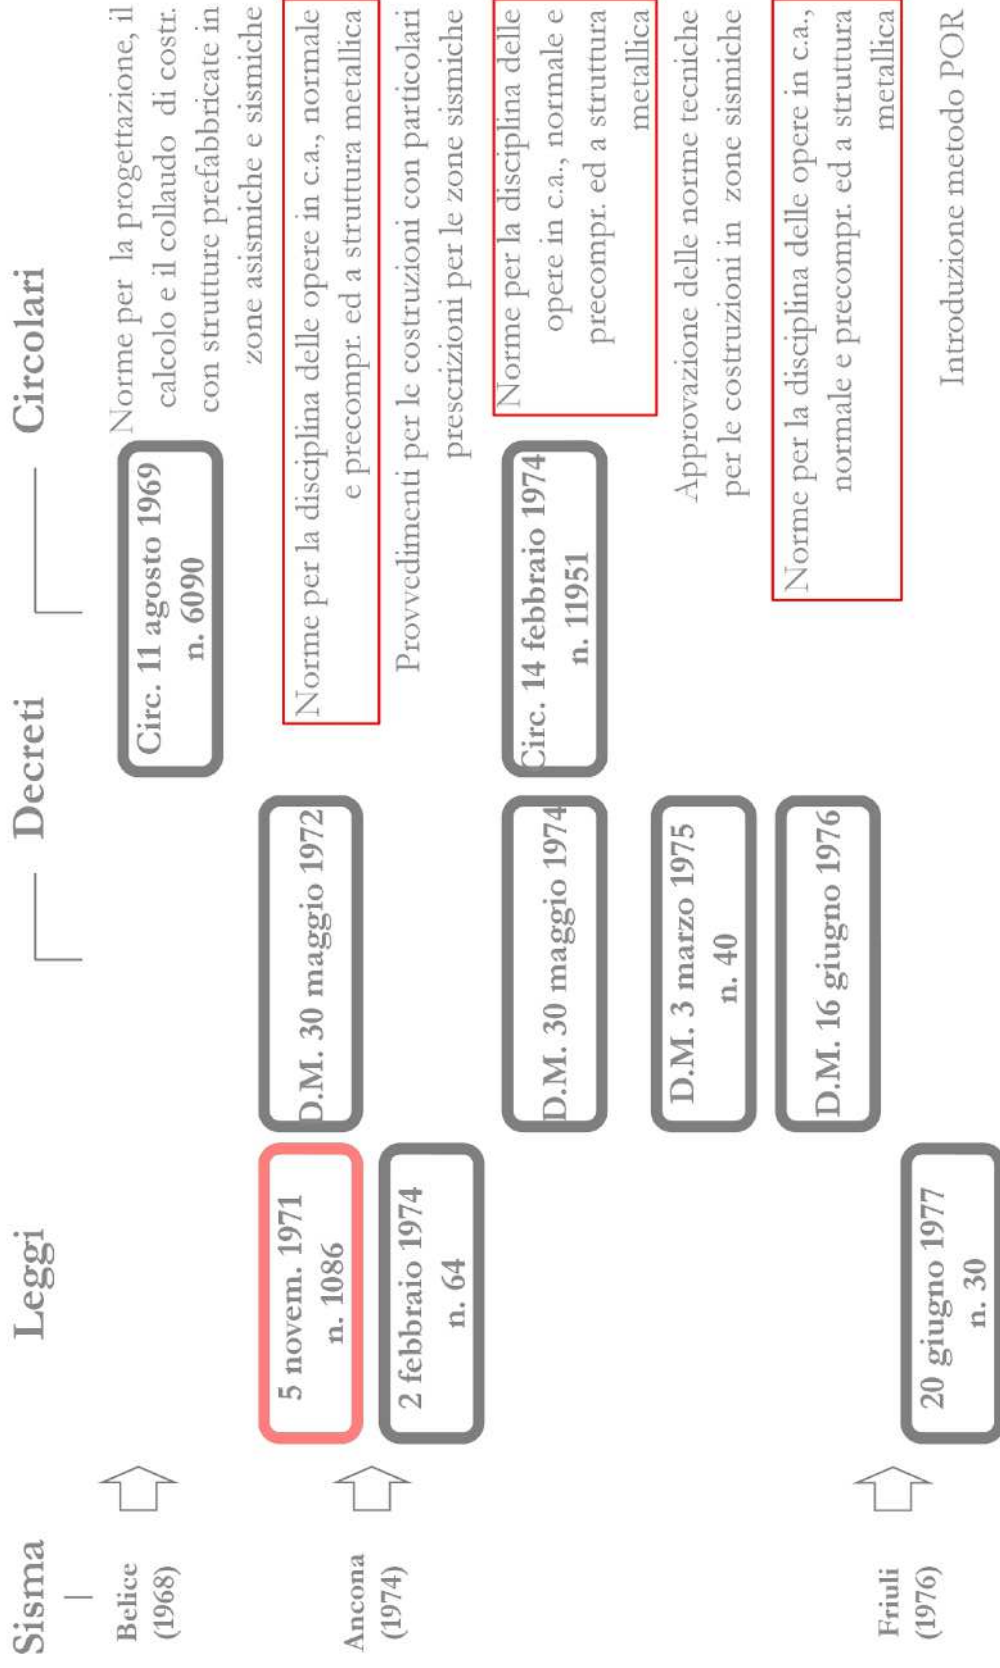 Sisma
Leggi
Decreti
Circolari
Belice
(1968)
Circ. 11 agosto 1969
n. 6090
Norme per la progettazione, il
calcolo e il collaudo di costr.
con strutture prefabbricate in
zone asismiche e sismiche
5 novem. 1971
n. 1086
D.M. 30 maggio 1972
Norme per la disciplina delle opere in c.a., normale
e precompr. ed a struttura metallica
Ancona
(1974)
2 febbraio 1974
n. 64
Provvedimenti per le costruzioni con particolari
prescrizioni per le zone sismiche
D.M. 30 maggio 1974
Circ. 14 febbraio 1974
n. 11951
Norme per la disciplina delle
opere in c.a., normale e
precompr. ed a struttura
metallica
D.M. 3 marzo 1975
n. 40
Approvazione delle norme tecniche
per le costruzioni in zone sismiche
D.M. 16 giugno 1976
Norme per la disciplina delle opere in c.a.,
normale e precompr. ed a struttura
metallica
Friuli
(1976)
20 giugno 1977
n. 30
Introduzione metodo POR